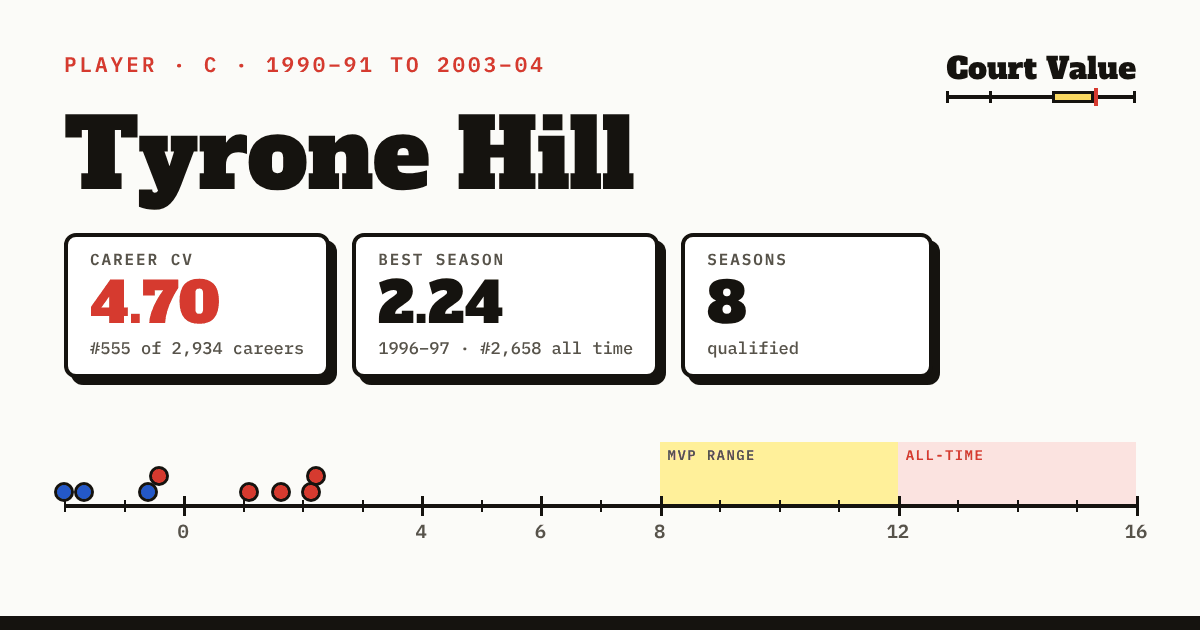 PLAYER · C · 1990–91 TO 2003–04
Court Value
Tyrone Hill
CAREER CV
4.70
#555 of 2,934 careers
BEST SEASON
2.24
1996–97 · #2,658 all time
SEASONS
8
qualified
MVP RANGE
ALL-TIME
0 4 6 8 12 16